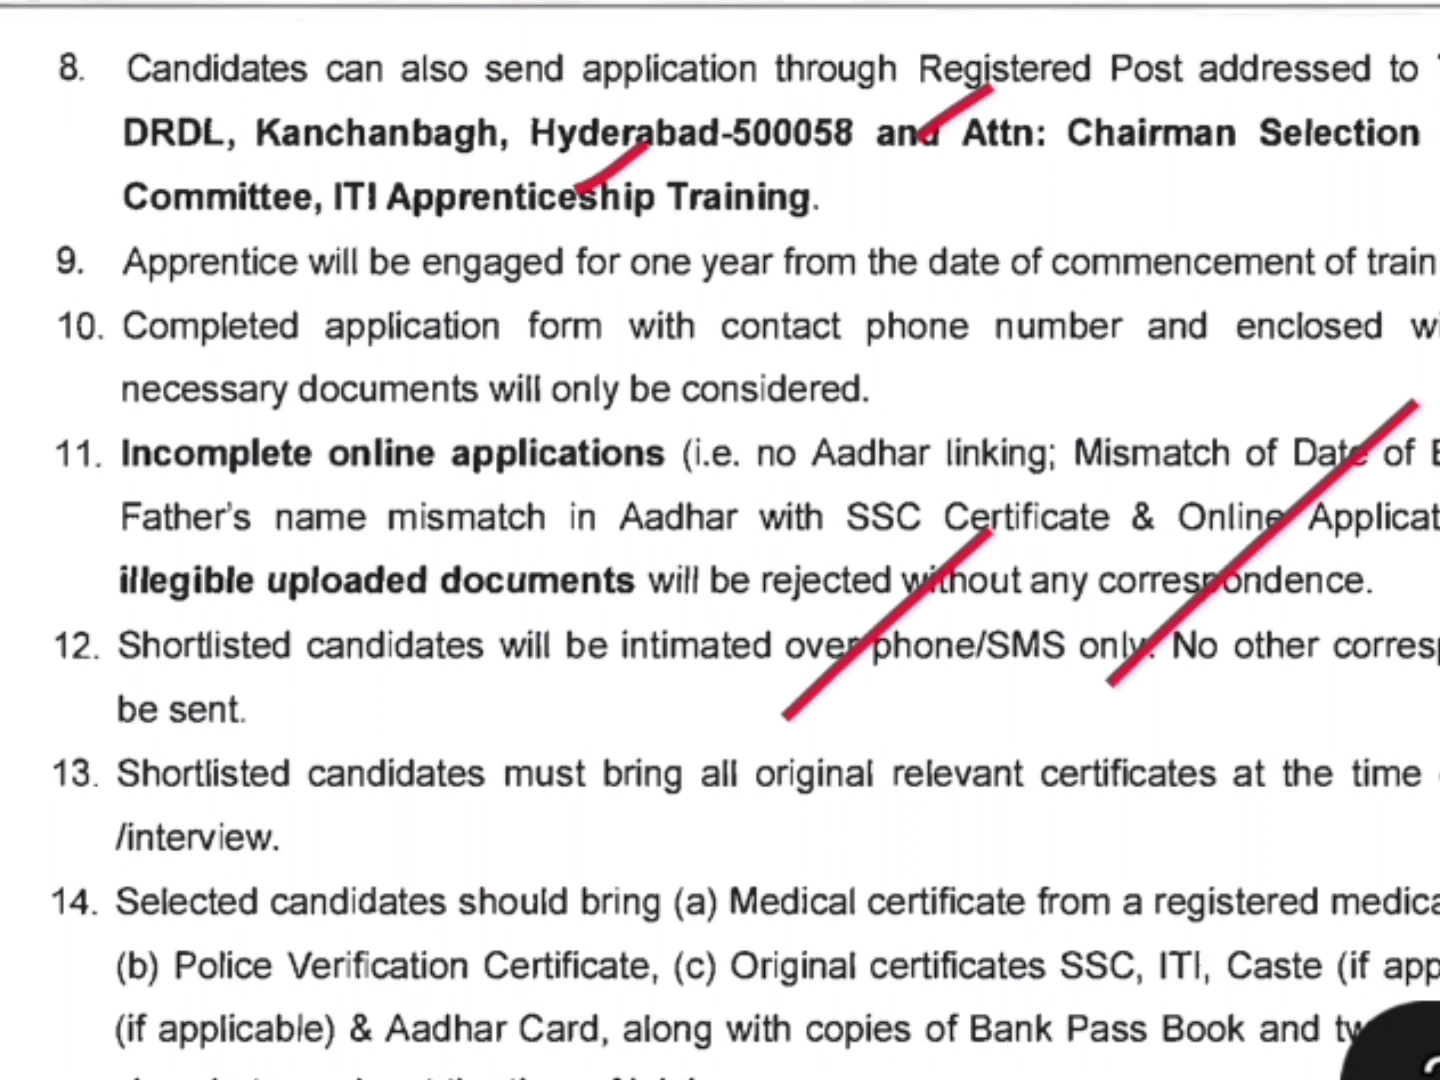 8. Candidates can also send application through Registered Post addressed to
DRDL, Kanchanbagh, Hyderabad-500058 and Attn: Chairman Selection
Committee, ITI Apprenticeship Training.
9. Apprentice will be engaged for one year from the date of commencement of train
10. Completed application form with contact phone number and enclosed wi
necessary documents will only be considered.
11. Incomplete online applications (i.e. no Aadhar linking; Mismatch of Date of
Father's name mismatch in Aadhar with SSC Certificate & Online Applicat
illegible uploaded documents will be rejected without any correspondence.
12. Shortlisted candidates will be intimated over phone/SMS only. No other corresp
be sent.
13. Shortlisted candidates must bring all original relevant certificates at the time
/interview.
14. Selected candidates should bring (a) Medical certificate from a registered medica
(b) Police Verification Certificate, (c) Original certificates SSC, ITI, Caste (if app
(if applicable) & Aadhar Card, along with copies of Bank Pass Book and tw